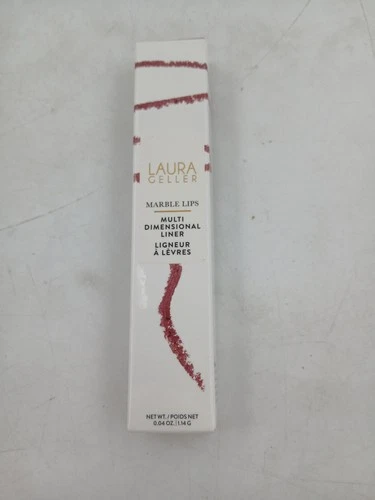 LAURA
GELLER
MARBLE LIPS
MULTI
DIMENSIONAL
LINER
LIGNEUR
À LÈVRES
NET WT. / POIDS NET
0.04 OZ. | 1.14 G